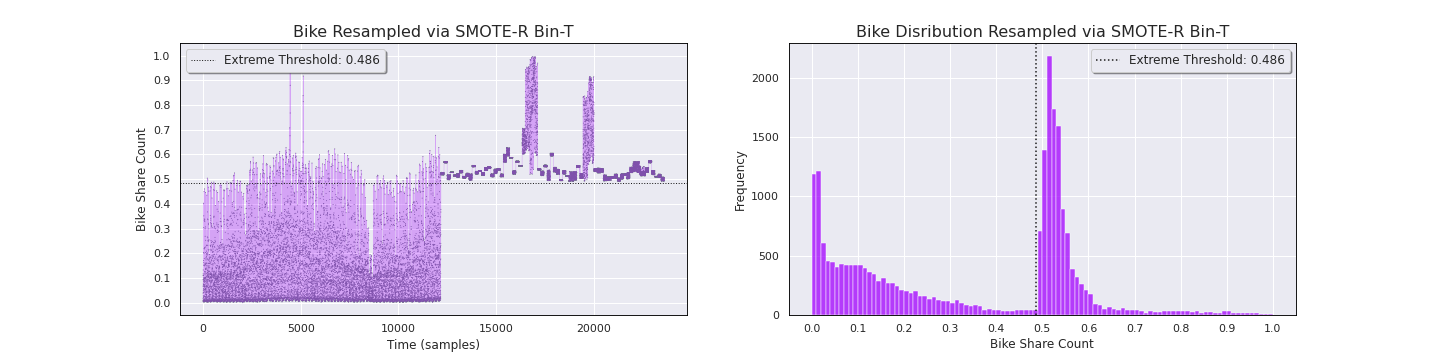 Bike Resampled via SMOTE-R Bin-T
Extreme Threshold: 0.486
Bike Share Count
1.0
0.9
0.8
0.7
0.6
0.5
0.4
0.3
0.2
0.1
0.0
0 5000 10000 15000 20000
Time (samples)
Bike Disribution Resampled via SMOTE-R Bin-T
Extreme Threshold: 0.486
Frequency
2000
1500
1000
500
0
0.0 0.1 0.2 0.3 0.4 0.5 0.6 0.7 0.8 0.9 1.0
Bike Share Count